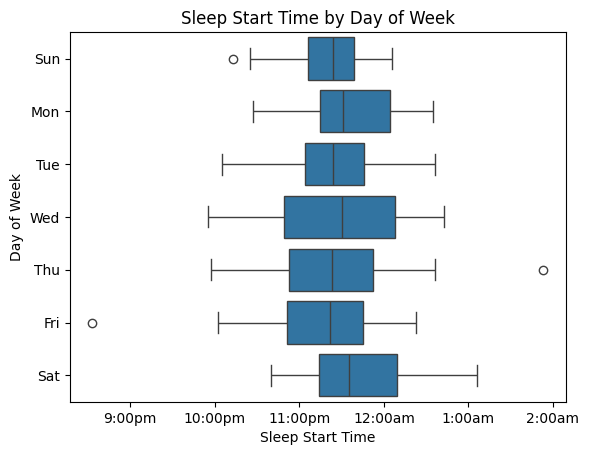 Sleep Start Time by Day of Week
Day of Week
Sun
Mon
Tue
Wed
Thu
Fri
Sat
9:00pm 10:00pm 11:00pm 12:00am 1:00am 2:00am
Sleep Start Time